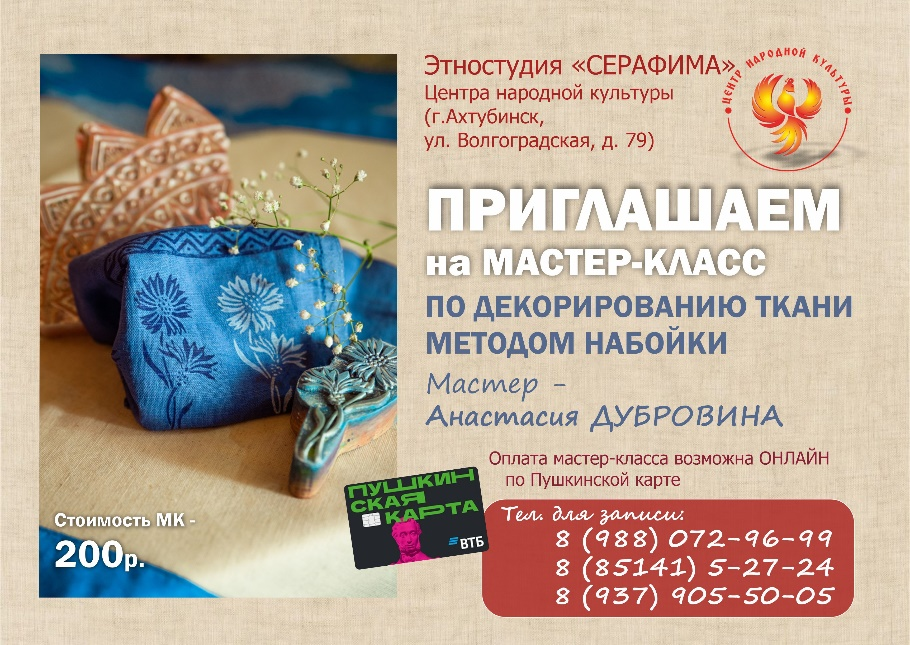 Этностудия «СЕРАФИМА»
Центра народной культуры
(г.Ахтубинск,
ул. Волгоградская, д. 79)
ЦЕНТР НАРОДНОЙ КУЛЬТУРЫ
ПРИГЛАШАЕМ
на МАСТЕР-КЛАСС
ПО ДЕКОРИРОВАНИЮ ТКАНИ
МЕТОДОМ НАБОЙКИ
Мастер -
Анастасия ДУБРОВИНА
Оплата мастер-класса возможна ОНЛАЙН
по Пушкинской карте
ПУШКИН
СКАЯ
КАРТА
ВТБ
Стоимость МК -
200р.
Тел. для записи:
8 (988) 072-96-99
8 (85141) 5-27-24
8 (937) 905-50-05